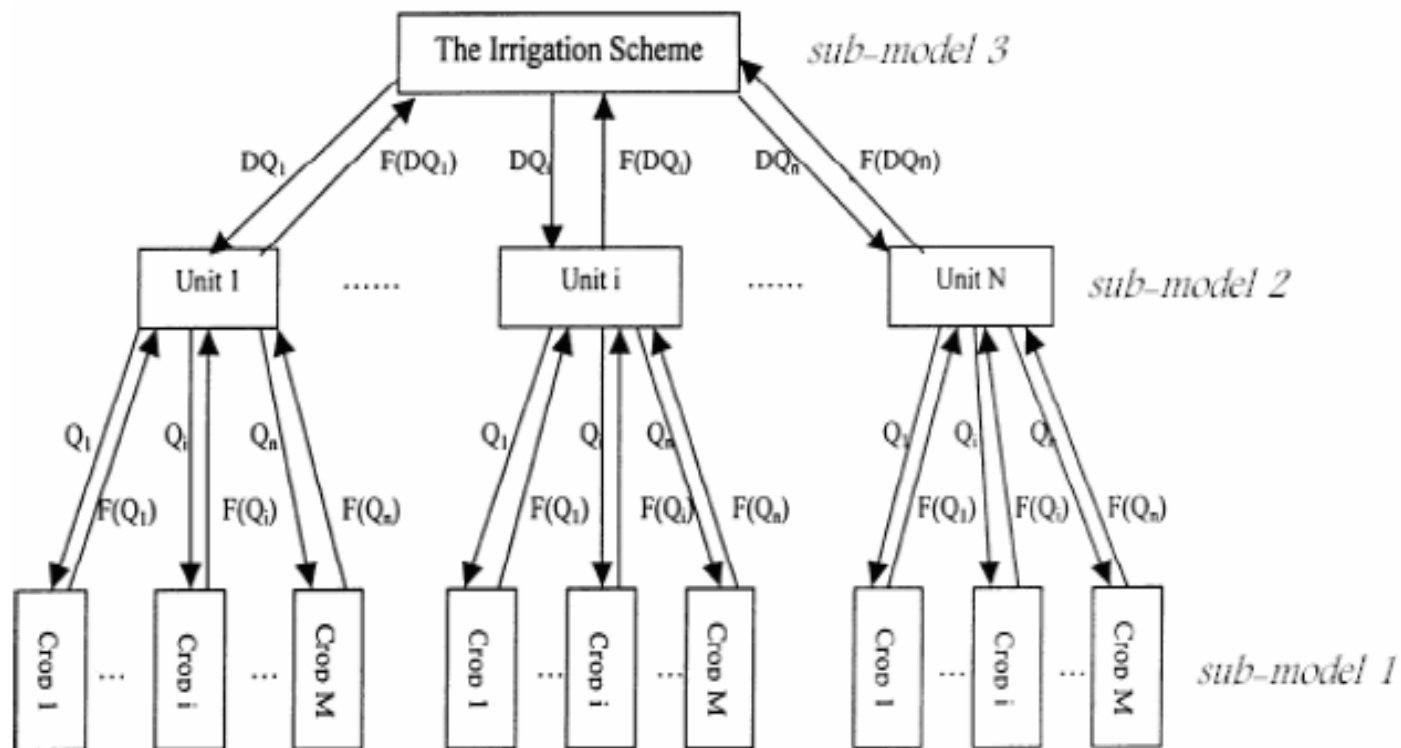 The Irrigation Scheme
sub-model 3
DQ₁
F(DQ₁)
DQᵢ
F(DQᵢ)
DQₙ
F(DQn)
Unit 1
......
Unit i
......
Unit N
sub-model 2
Q₁
Qᵢ
Qₙ
Q₁
Qᵢ
Qₙ
Q₁
Qᵢ
F(Q₁)
F(Qᵢ)
F(Qₙ)
F(Q₁)
F(Qᵢ)
F(Qₙ)
F(Q₁)
F(Qᵢ)
F(Qₙ)
Crop 1
...
Crop i
...
Crop M
Crop 1
...
Crop i
...
Crop M
Crop 1
...
Crop i
...
Crop M
sub-model 1